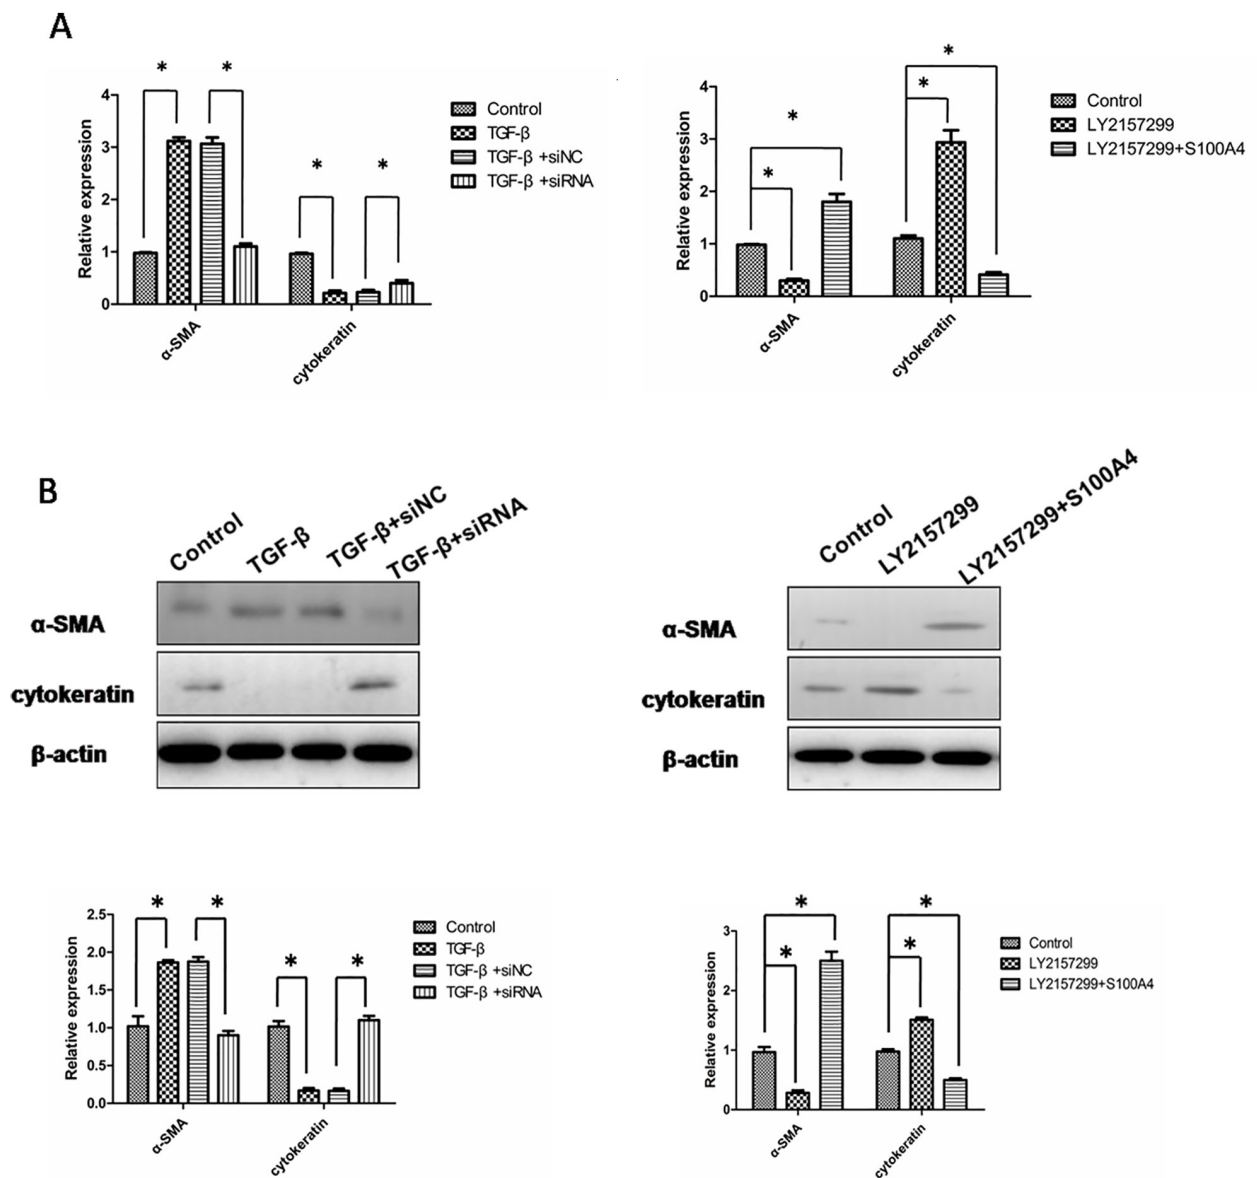 A
*
*
*
*
Relative expression
4
3
2
1
0
α-SMA
cytokeratin
Control
TGF-β
TGF-β +siNC
TGF-β +siRNA
*
*
*
*
Relative expression
4
3
2
1
0
α-SMA
cytokeratin
Control
LY2157299
LY2157299+S100A4
B
Control
TGF-β
TGF-β+siNC
TGF-β+siRNA
α-SMA
cytokeratin
β-actin
Control
LY2157299
LY2157299+S100A4
α-SMA
cytokeratin
β-actin
*
*
*
*
Relative expression
2.5
2.0
1.5
1.0
0.5
0.0
α-SMA
cytokeratin
Control
TGF-β
TGF-β +siNC
TGF-β +siRNA
*
*
*
*
Relative expression
3
2
1
0
α-SMA
cytokeratin
Control
LY2157299
LY2157299+S100A4